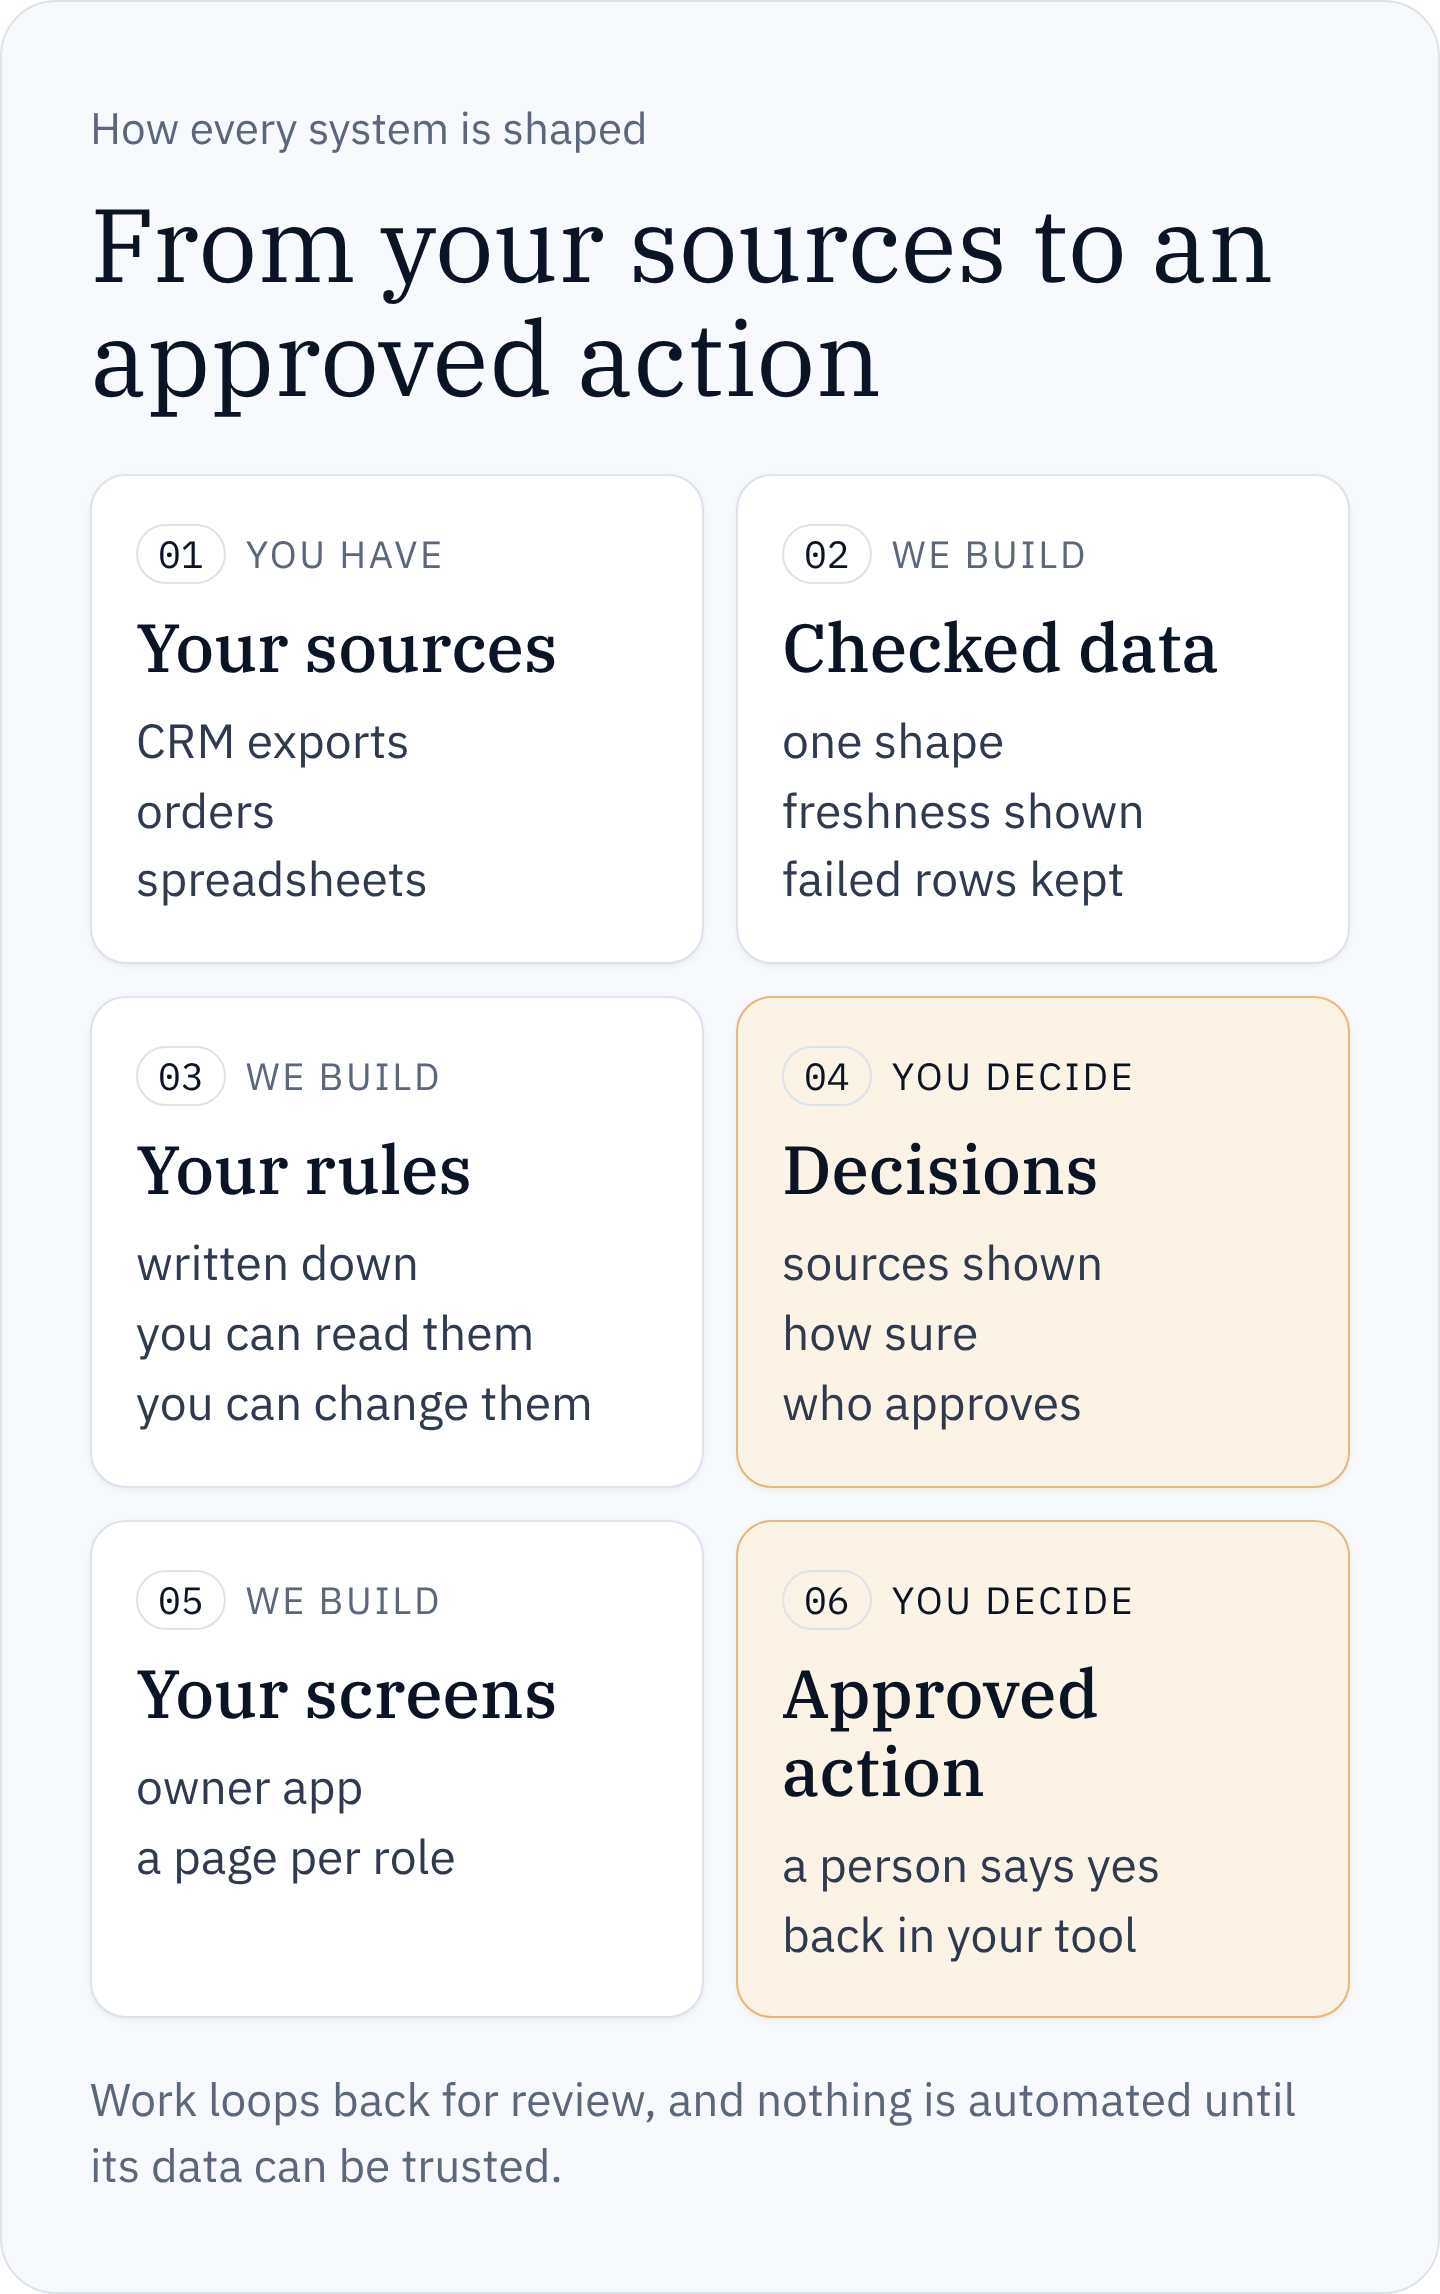 How every system is shaped
From your sources to an
approved action
01 YOU HAVE
Your sources
CRM exports
orders
spreadsheets
02 WE BUILD
Checked data
one shape
freshness shown
failed rows kept
03 WE BUILD
Your rules
written down
you can read them
you can change them
04 YOU DECIDE
Decisions
sources shown
how sure
who approves
05 WE BUILD
Your screens
owner app
a page per role
06 YOU DECIDE
Approved
action
a person says yes
back in your tool
Work loops back for review, and nothing is automated until
its data can be trusted.